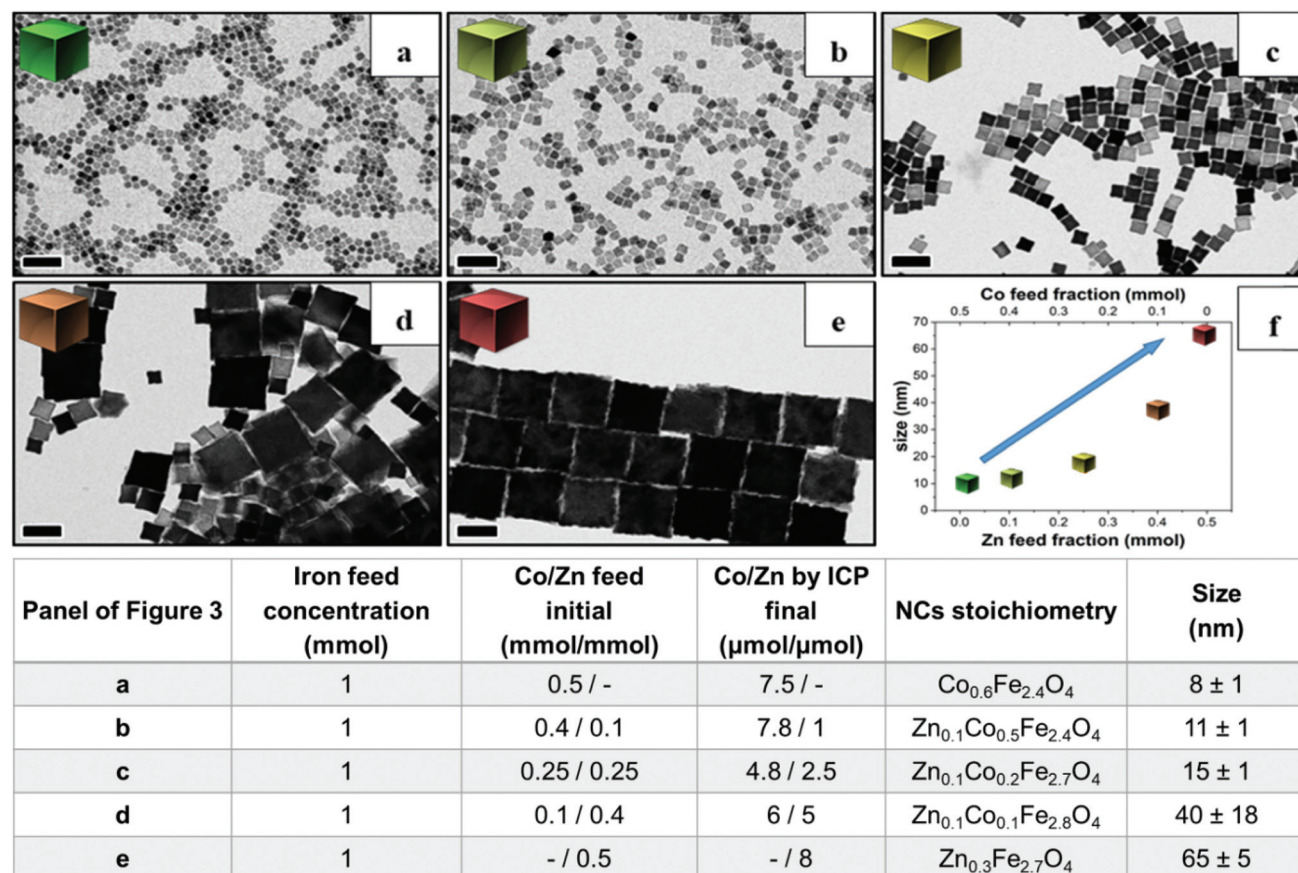 a
b
c
d
e
f
Co feed fraction (mmol)
0.5 0.4 0.3 0.2 0.1 0
70
60
50
40
30
20
10
0
size (nm)
0.0 0.1 0.2 0.3 0.4 0.5
Zn feed fraction (mmol)
Panel of Figure 3 | Iron feed concentration (mmol) | Co/Zn feed initial (mmol/mmol) | Co/Zn by ICP final (µmol/µmol) | NCs stoichiometry | Size (nm)
a 1 0.5 / - 7.5 / - Co₀.₆Fe₂.₄O₄ 8 ± 1
b 1 0.4 / 0.1 7.8 / 1 Zn₀.₁Co₀.₅Fe₂.₄O₄ 11 ± 1
c 1 0.25 / 0.25 4.8 / 2.5 Zn₀.₁Co₀.₂Fe₂.₇O₄ 15 ± 1
d 1 0.1 / 0.4 6 / 5 Zn₀.₁Co₀.₁Fe₂.₈O₄ 40 ± 18
e 1 - / 0.5 - / 8 Zn₀.₃Fe₂.₇O₄ 65 ± 5